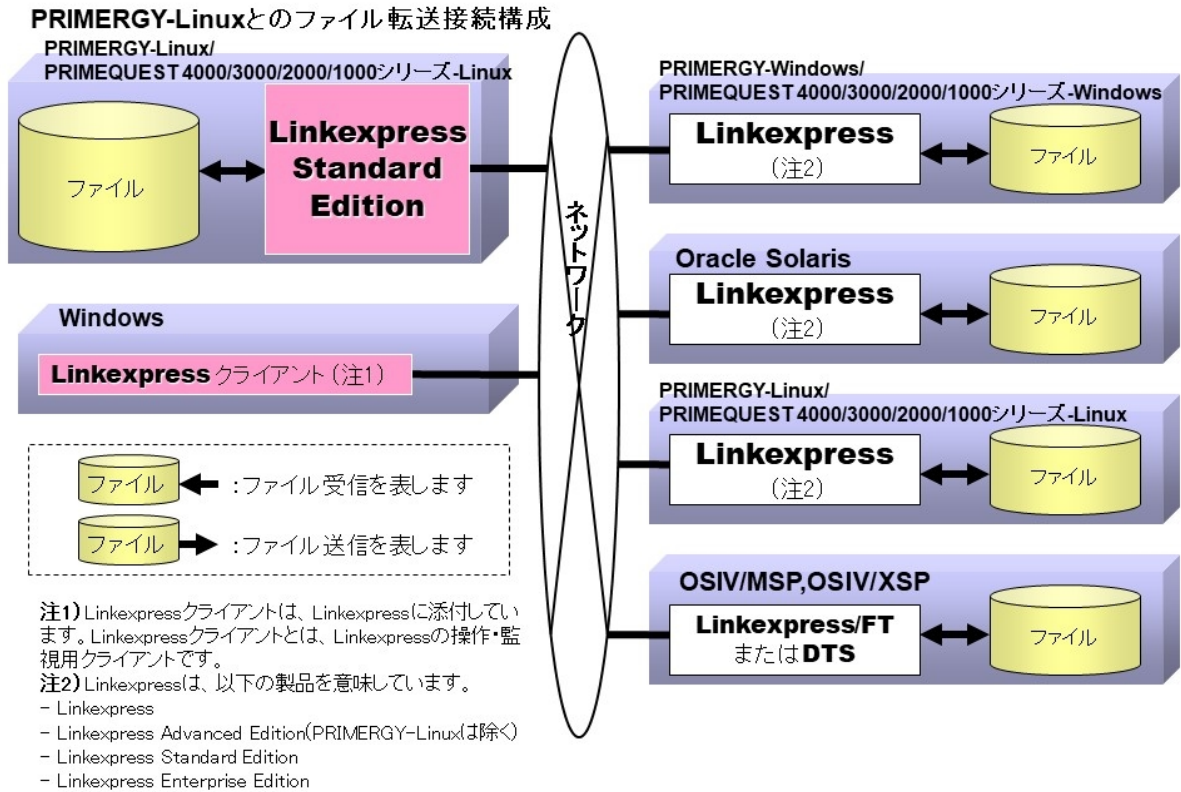 PRIMERGY-Linuxとのファイル転送接続構成
PRIMERGY-Linux/
PRIMEQUEST 4000/3000/2000/1000シリーズ-Linux
ファイル
Linkexpress
Standard
Edition
Windows
Linkexpress クライアント（注1）
ファイル :ファイル受信を表します
ファイル :ファイル送信を表します
注1）Linkexpressクライアントは、Linkexpressに添付してい
ます。Linkexpressクライアントとは、Linkexpressの操作・監
視用クライアントです。
注2）Linkexpressは、以下の製品を意味しています。
- Linkexpress
- Linkexpress Advanced Edition(PRIMERGY-Linuxは除く)
- Linkexpress Standard Edition
- Linkexpress Enterprise Edition
ネットワーク
PRIMERGY-Windows/
PRIMEQUEST 4000/3000/2000/1000シリーズ-Windows
Linkexpress
（注2）
ファイル
Oracle Solaris
Linkexpress
（注2）
ファイル
PRIMERGY-Linux/
PRIMEQUEST 4000/3000/2000/1000シリーズ-Linux
Linkexpress
（注2）
ファイル
OSIV/MSP,OSIV/XSP
Linkexpress/FT
またはDTS
ファイル